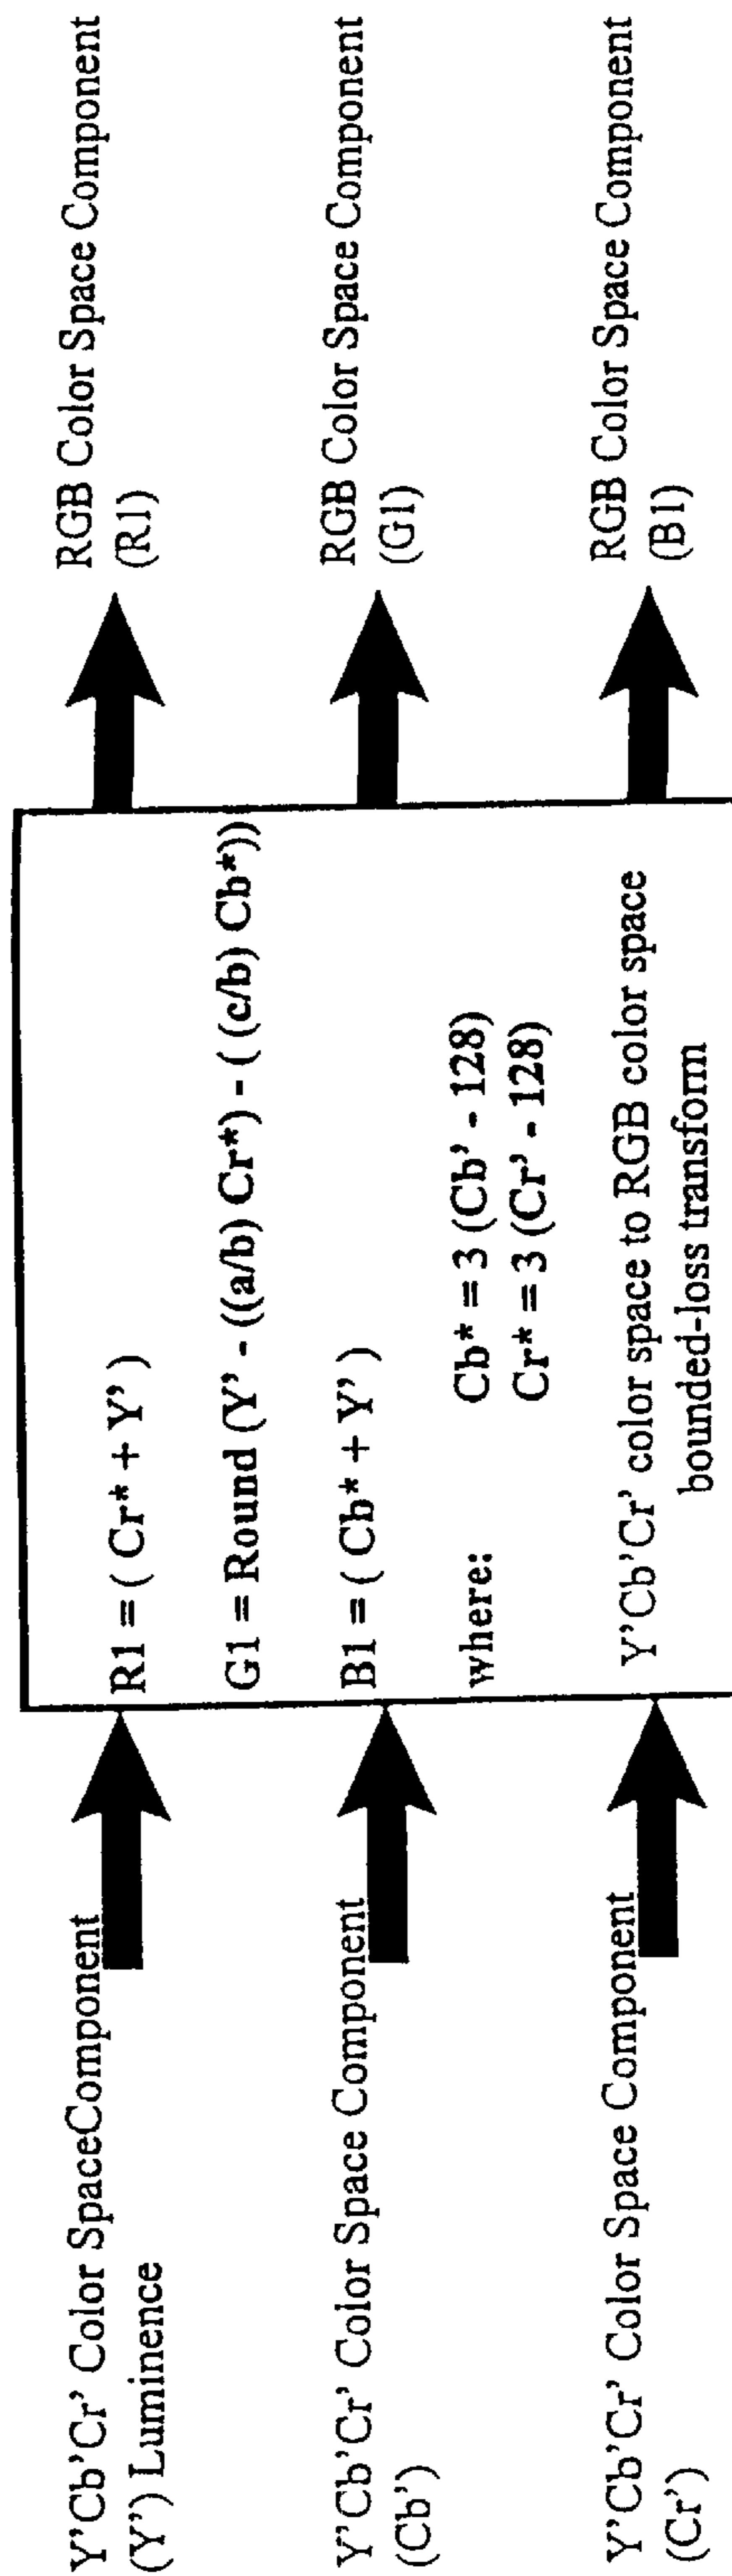 Y'Cb'Cr' Color SpaceComponent
(Y') Luminence
Y'Cb'Cr' Color Space Component
(Cb')
Y'Cb'Cr' Color Space Component
(Cr')
R1 = ( Cr* + Y' )
G1 = Round (Y' - ((a/b) Cr*) - ( (c/b) Cb*))
B1 = ( Cb* + Y' )
where:
Cb* = 3 (Cb' - 128)
Cr* = 3 (Cr' - 128)
Y'Cb'Cr' color space to RGB color space
bounded-loss transform
RGB Color Space Component
(R1)
RGB Color Space Component
(G1)
RGB Color Space Component
(B1)